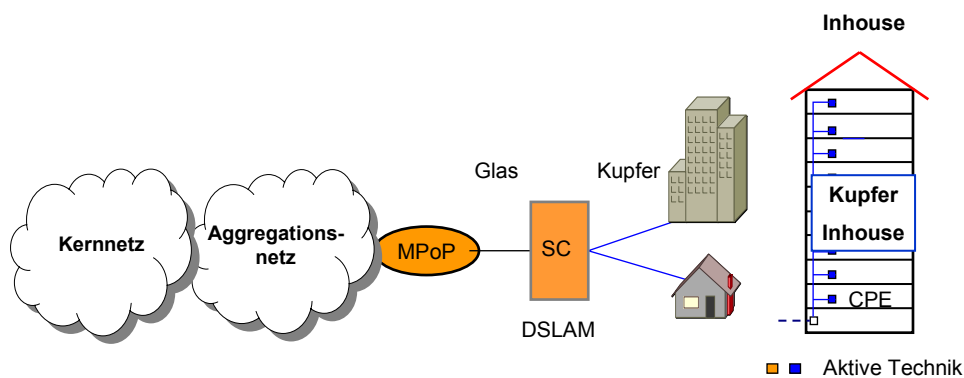 Inhouse
Glas
Kupfer
Kernnetz
Aggregations-
netz
MPoP
SC
DSLAM
Kupfer
Inhouse
CPE
Aktive Technik